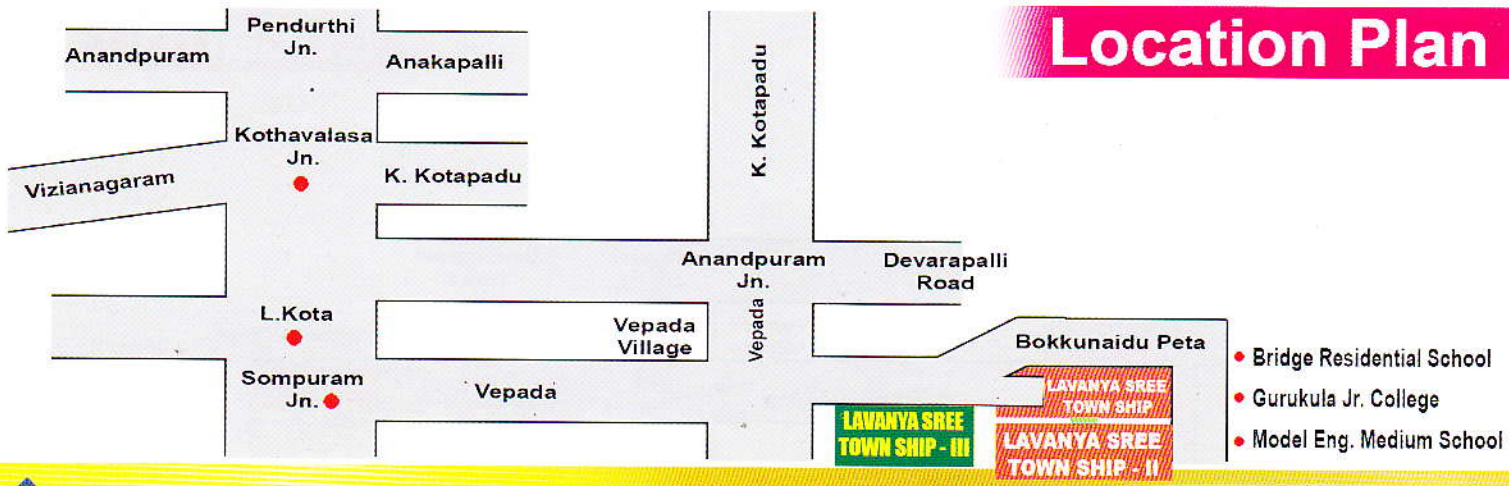 Location Plan
Pendurthi
Jn.
Anandpuram
Anakapalli
Kothavalasa
Jn.
Vizianagaram
K. Kotapadu
K. Kotapadu
Anandpuram
Jn.
Devarapalli
Road
L.Kota
Vepada
Village
Vepada
Bokkunaidu Peta
Sompuram
Jn.
Vepada
LAVANYA SREE
TOWN SHIP
LAVANYA SREE
TOWN SHIP - III
LAVANYA SREE
TOWN SHIP - II
Bridge Residential School
Gurukula Jr. College
Model Eng. Medium School